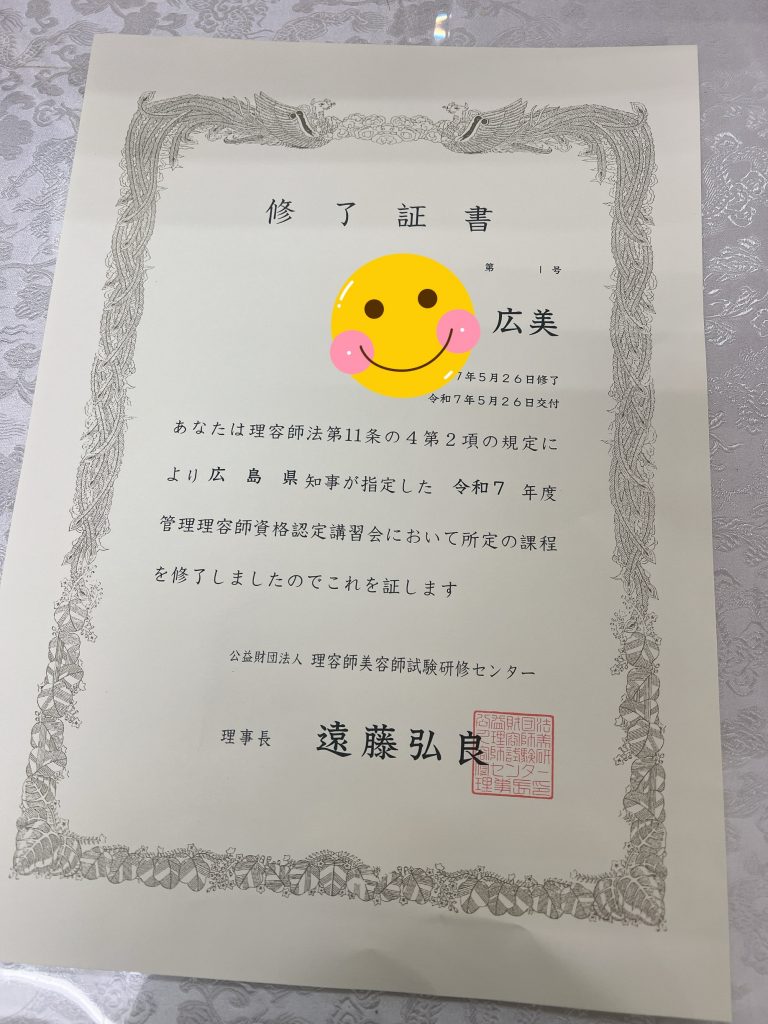 修了証書
第 1 号
広美
7年5月26日修了
令和7年5月26日交付
あなたは理容師法第11条の4第2項の規定に
より広島県知事が指定した 令和7年度
管理理容師資格認定講習会において所定の課程
を修了しましたのでこれを証します
公益財団法人 理容師美容師試験研修センター
理事長 遠藤弘良